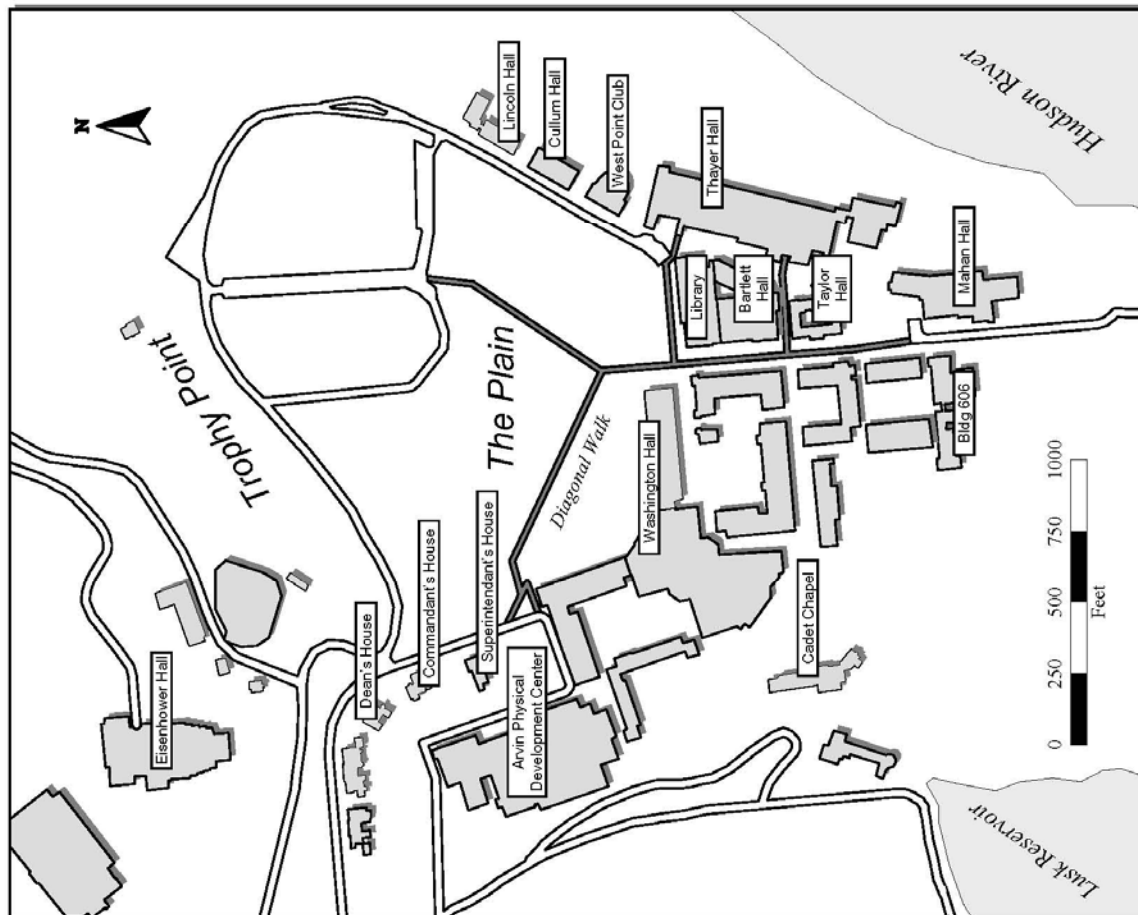 N
Hudson River
Lincoln Hall
Cullum Hall
West Point Club
Thayer Hall
Trophy Point
The Plain
Library
Bartlett
Hall
Taylor
Hall
Mahan Hall
Diagonal Walk
Washington Hall
Bldg 606
Eisenhower Hall
Dean's House
Commandant's House
Superintendant's House
Arvin Physical
Development Center
Cadet Chapel
Lusk Reservoir
0 250 500 750 1000
Feet